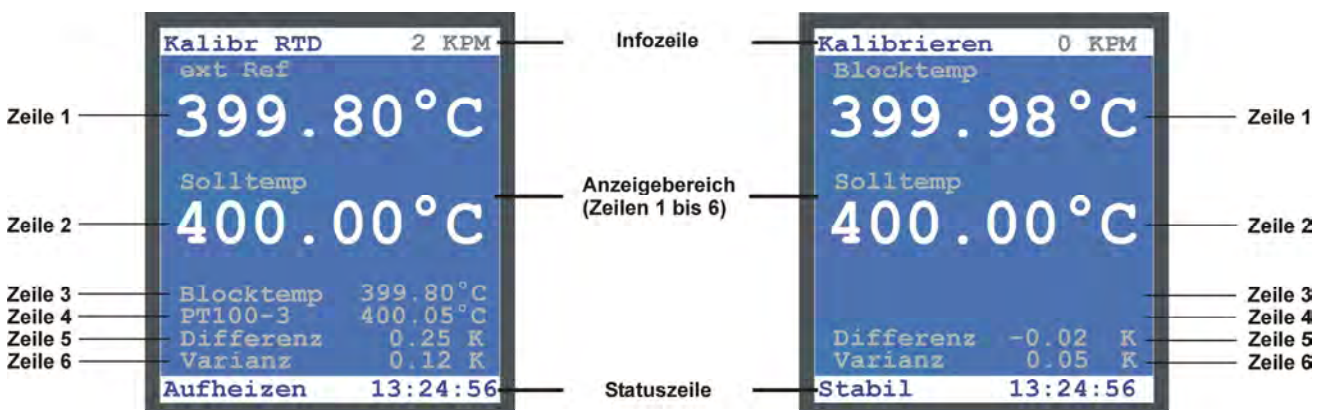 Kalibr RTD 2 KPM
Infozeile
Kalibrieren 0 KPM
ext Ref
Blocktemp
Zeile 1
399.80°C
399.98°C
Zeile 1
Solltemp
Anzeigebereich
(Zeilen 1 bis 6)
Solltemp
Zeile 2
400.00°C
400.00°C
Zeile 2
Zeile 3
Blocktemp 399.80°C
Zeile 3
Zeile 4
PT100-3 400.05°C
Zeile 4
Zeile 5
Differenz 0.25 K
Differenz -0.02 K
Zeile 5
Zeile 6
Varianz 0.12 K
Varianz 0.05 K
Zeile 6
Aufheizen 13:24:56
Statuszeile
Stabil 13:24:56